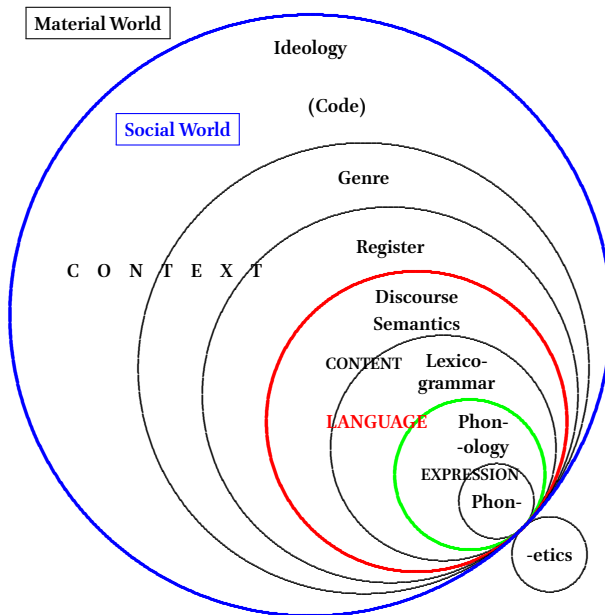 Material World
Ideology
(Code)
Social World
Genre
Register
C O N T E X T
Discourse
Semantics
CONTENT
Lexico-
grammar
LANGUAGE
Phon-
-ology
EXPRESSION
Phon-
-etics